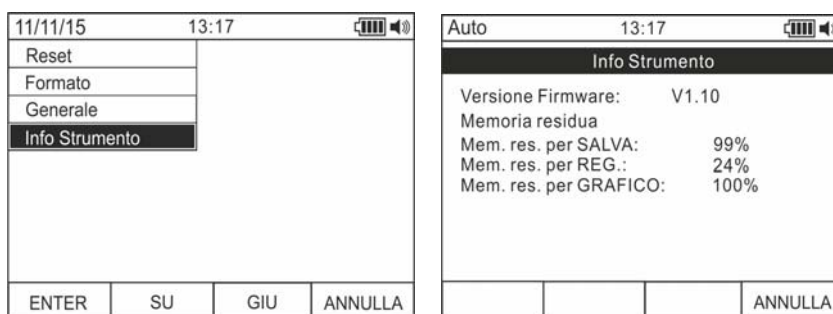 11/11/15 13:17
Reset
Formato
Generale
Info Strumento
ENTER SU GIU ANNULLA
Auto 13:17
Info Strumento
Versione Firmware: V1.10
Memoria residua
Mem. res. per SALVA: 99%
Mem. res. per REG.: 24%
Mem. res. per GRAFICO: 100%
ANNULLA